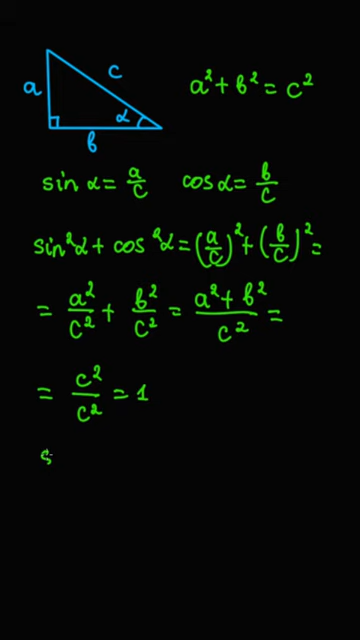 a c α b a² + b² = c²
sin α = a/c cos α = b/c
sin²α + cos²α = (a/c)² + (b/c)² =
= a²/c² + b²/c² = (a² + b²)/c² =
= c²/c² = 1
s